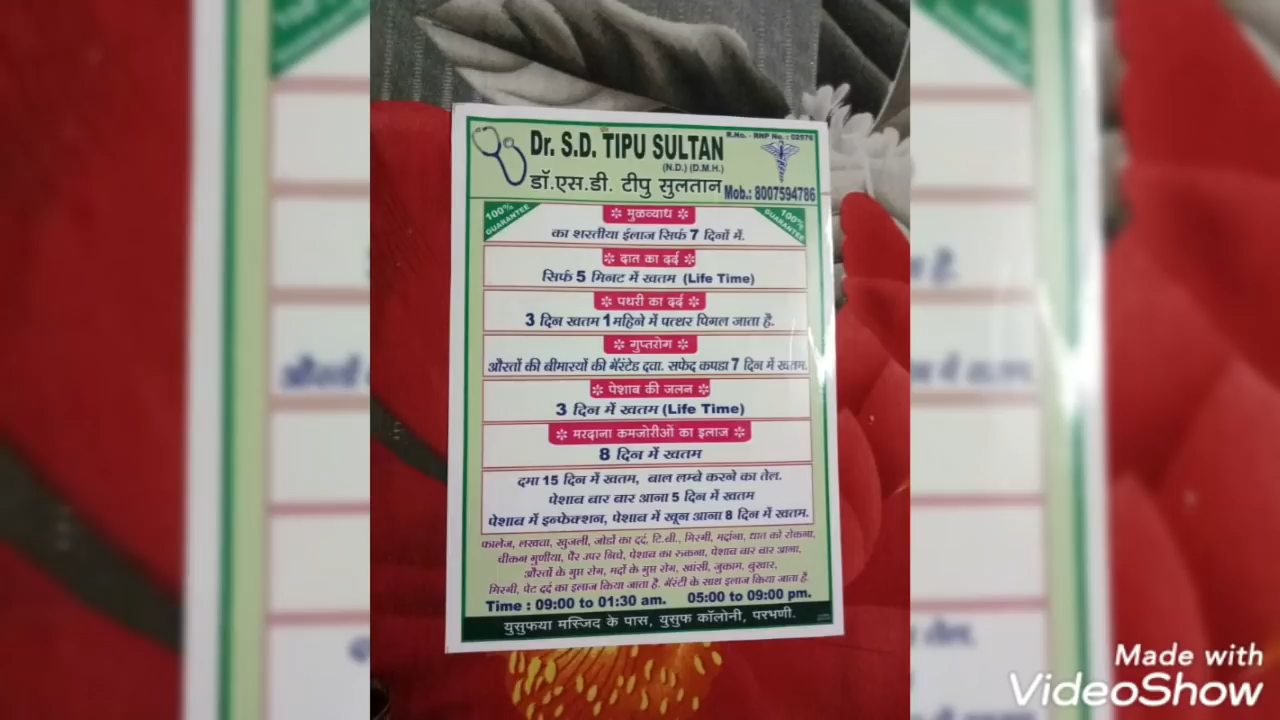 R.No. - RNP No. : 02576
Dr. S.D. TIPU SULTAN
(N.D.) (D.M.H.)
डॉ.एस.डी. टीपु सुलतान
Mob.: 8007594786
100% GUARANTEE
100% GUARANTEE
मुळव्याध
का शरतीया ईलाज सिर्फ 7 दिनों में.
दात का दर्द
सिर्फ 5 मिनट में खतम (Life Time)
पथरी का दर्द
3 दिन खतम 1 महिने में पत्थर पिगल जाता है.
गुप्तरोग
औरतों की बीमारयों की गॅरंटेड दवा. सफेद कपडा 7 दिन में खतम.
पेशाब की जलन
3 दिन में खतम (Life Time)
मरदाना कमजोरीओं का इलाज
8 दिन में खतम
दमा 15 दिन में खतम, बाल लम्बे करने का तेल.
पेशाब बार बार आना 5 दिन में खतम
पेशाब में इन्फेक्शन, पेशाब में खून आना 8 दिन में खतम.
फालेज, लखवा, खुजली, जोडों का दर्द, टि.बी., मिरगी, मर्दाना, धात को रोकना,
चीकन गुणीया, पैर उपर निचे, पेशाब का रुकना, पेशाब बार बार आना,
औरतों के गुप्त रोग, मर्दों के गुप्त रोग, खांसी, जुकाम, बुखार,
मिरगी, पेट दर्द का इलाज किया जाता है. गॅरंटी के साथ इलाज किया जाता है.
Time : 09:00 to 01:30 am. 05:00 to 09:00 pm.
युसुफया मस्जिद के पास, युसुफ कॉलोनी, परभणी.
Made with
VideoShow